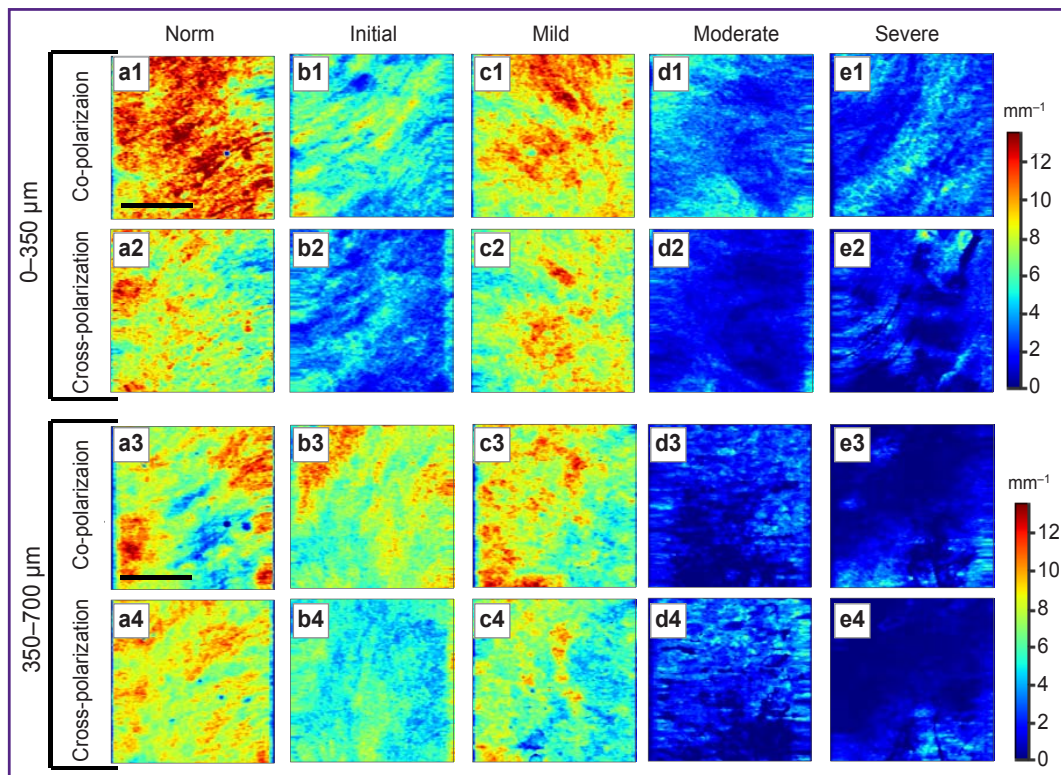 Norm Initial Mild Moderate Severe
0–350 µm
Co-polarizaion
a1 b1 c1 d1 e1
Cross-polarization
a2 b2 c2 d2 e2
mm⁻¹
12
10
8
6
4
2
0
350–700 µm
Co-polarizaion
a3 b3 c3 d3 e3
Cross-polarization
a4 b4 c4 d4 e4
mm⁻¹
12
10
8
6
4
2
0